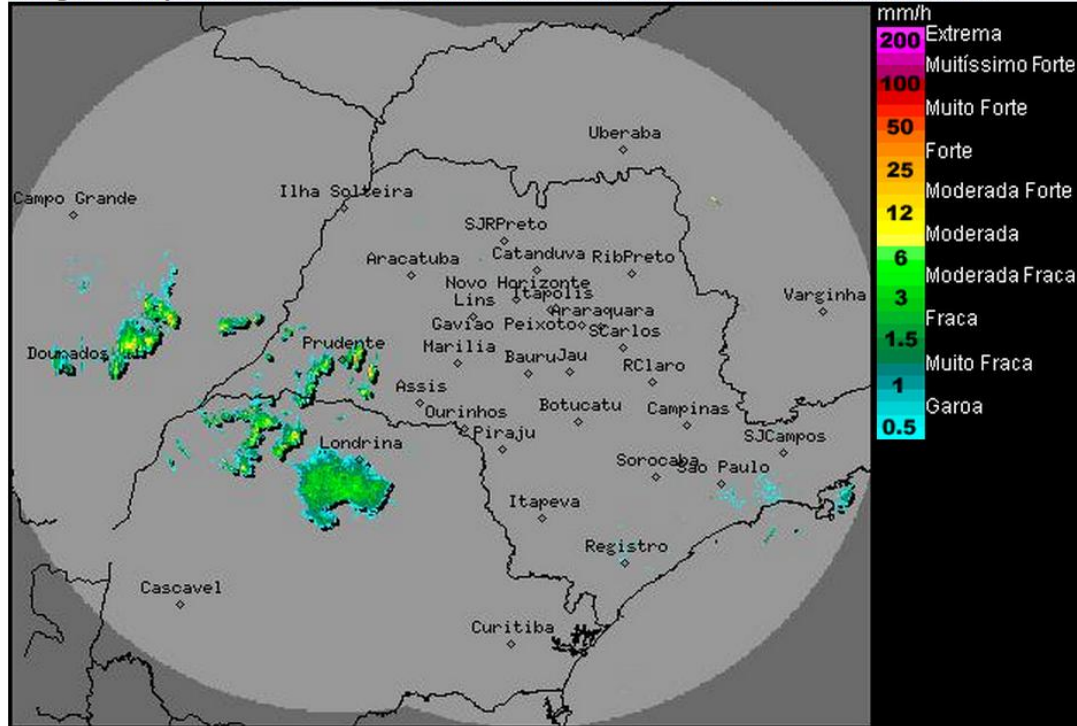 mm/h
200 Extrema
Muitíssimo Forte
100
Muito Forte
50
Forte
25
Moderada Forte
12
Moderada
6
Moderada Fraca
3
Fraca
1.5
Muito Fraca
1
Garoa
0.5
Uberaba
Campo Grande
Ilha Solteira
SJRPreto
Aracatuba
Catanduva
RibPreto
Novo Horizonte
Lins
Itapolis
Varginha
Araraquara
Gaviao Peixoto
SCarlos
Dourados
Prudente
Marilia
Bauru
Jau
RClaro
Assis
Ourinhos
Botucatu
Campinas
Londrina
Piraju
SJCampos
Sorocaba
Sao Paulo
Itapeva
Registro
Cascavel
Curitiba